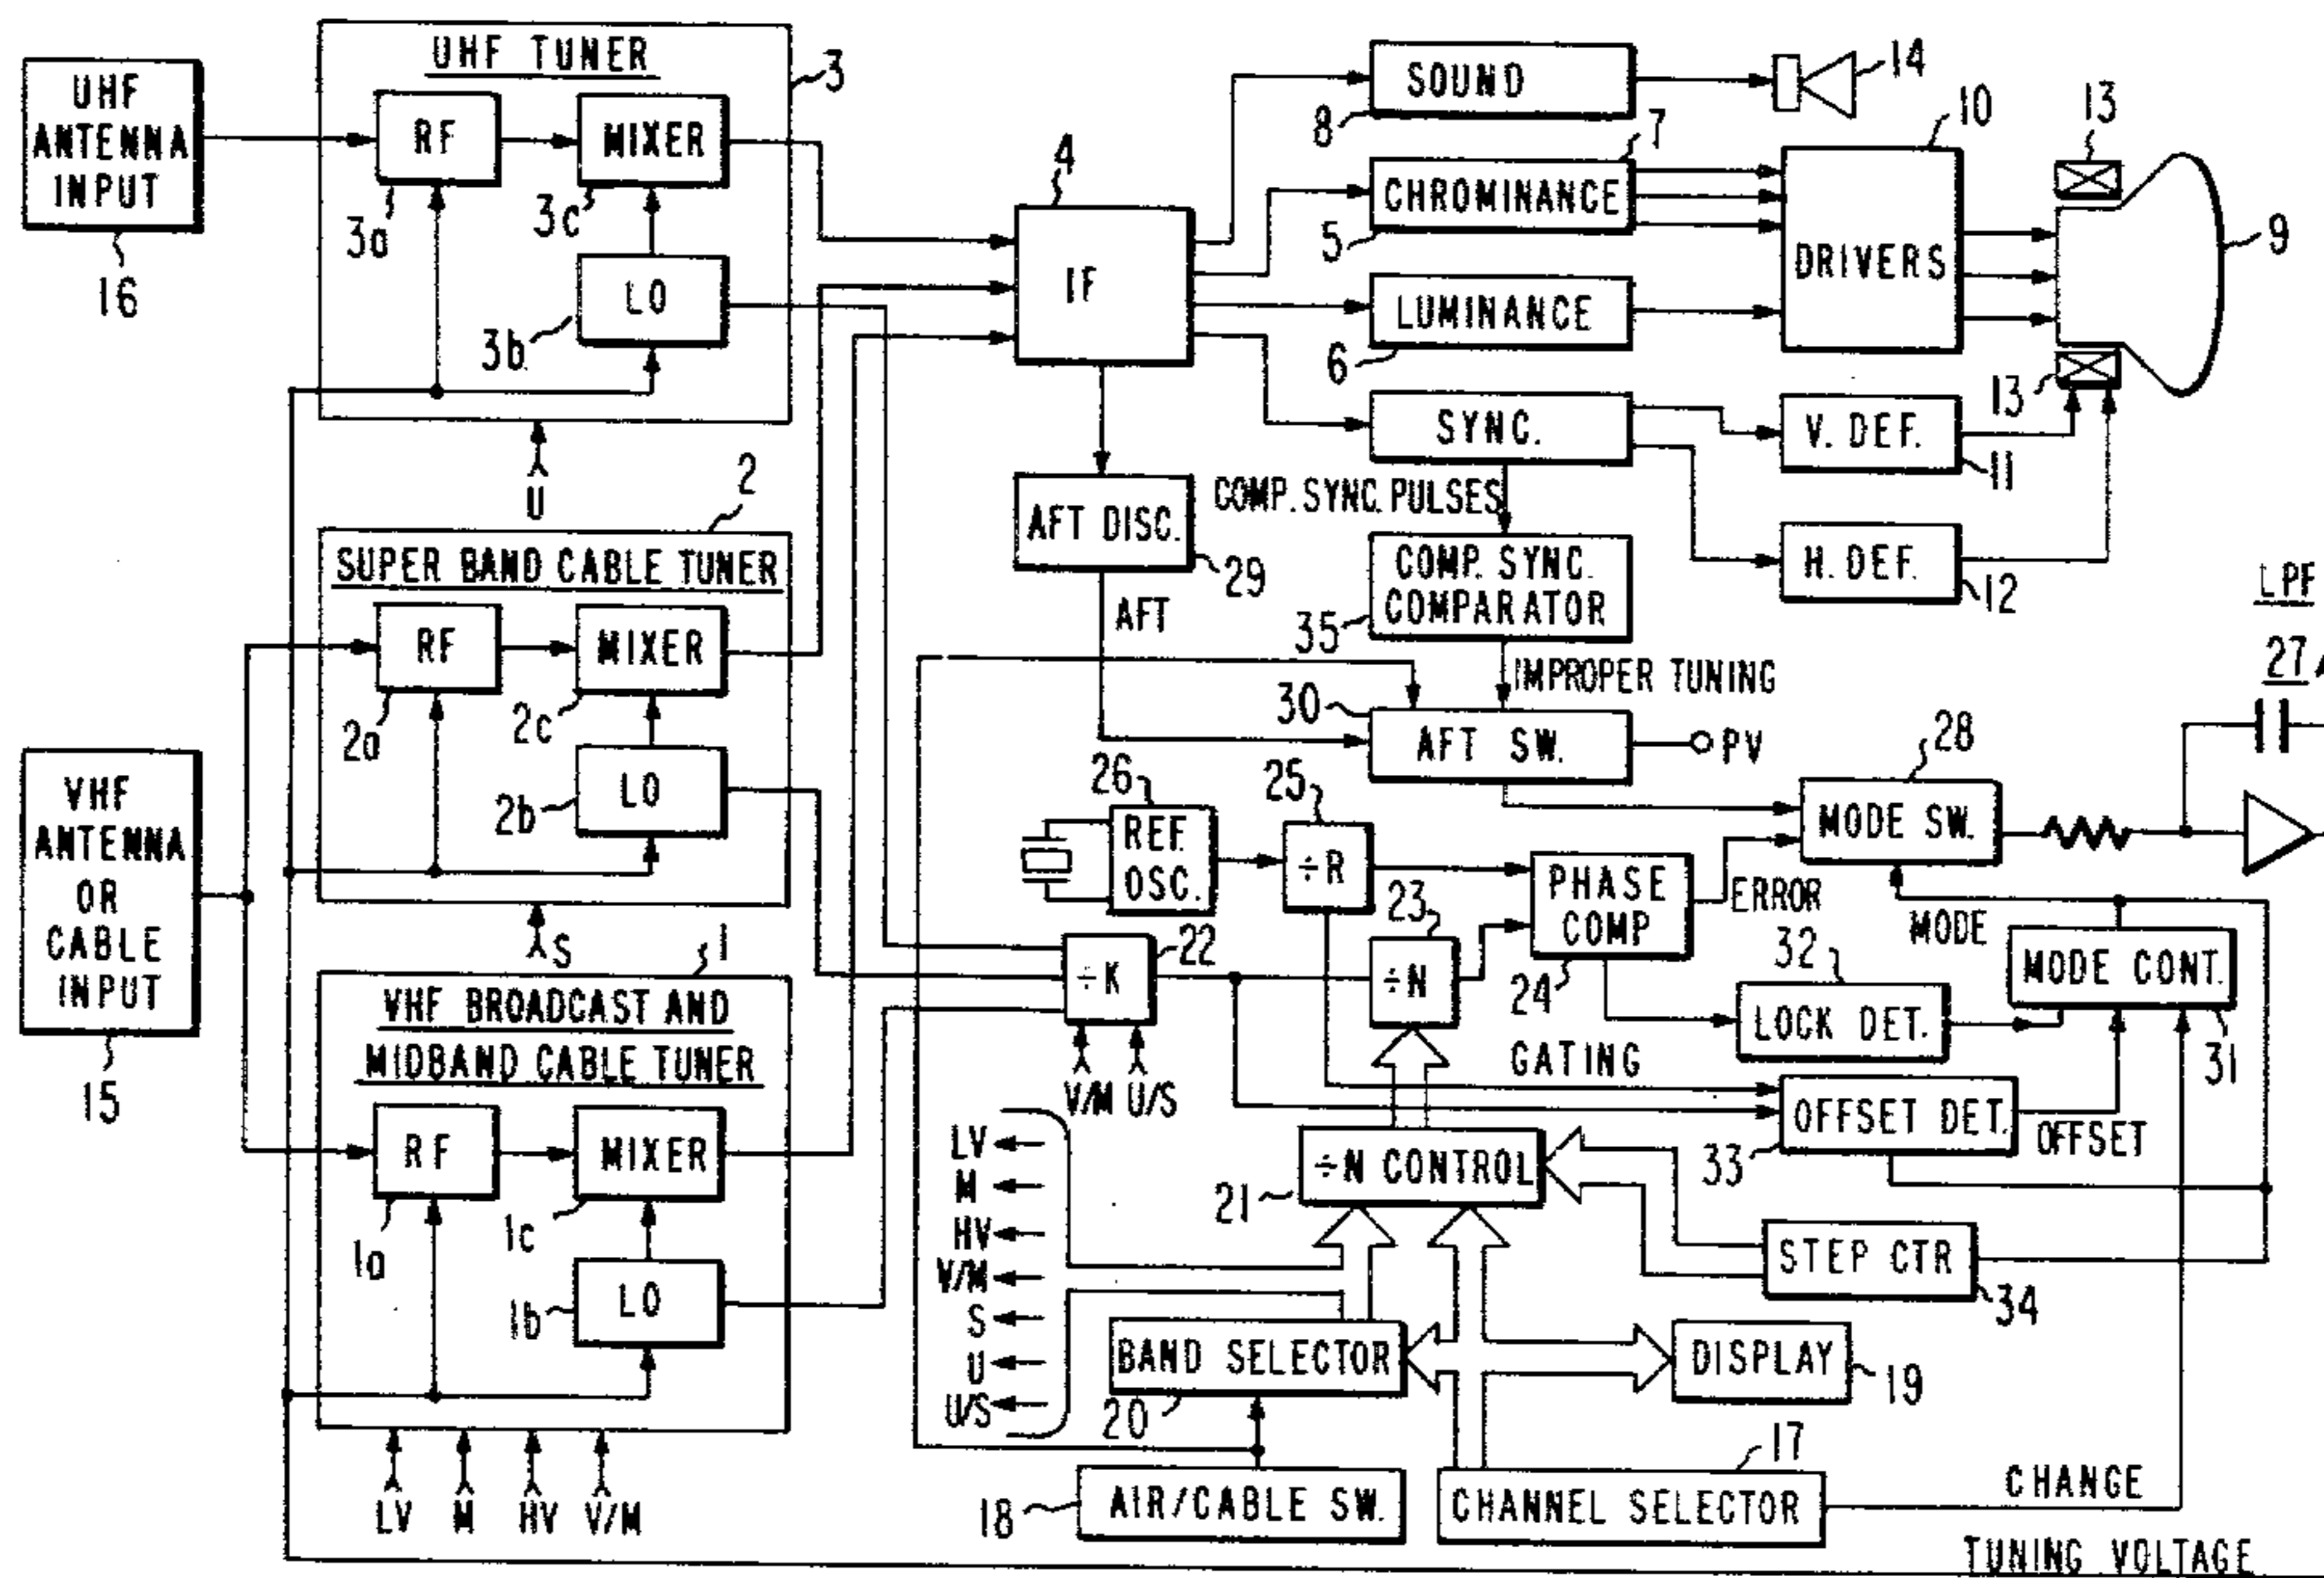 UHF
ANTENNA
INPUT
16
UHF TUNER
3
RF
3a
MIXER
3c
LO
3b
U
SUPER BAND CABLE TUNER
2
RF
2a
MIXER
2c
LO
2b
S
VHF
ANTENNA
OR
CABLE
INPUT
15
VHF BROADCAST AND
MIDBAND CABLE TUNER
1
RF
1a
MIXER
1c
LO
1b
LV
M
HV
V/M
IF
4
SOUND
8
14
CHROMINANCE
7
5
LUMINANCE
6
DRIVERS
10
13
9
13
SYNC.
V. DEF.
11
H. DEF.
12
AFT DISC.
29
AFT
COMP. SYNC. PULSES
COMP. SYNC.
COMPARATOR
35
IMPROPER TUNING
AFT SW.
30
PV
REF.
OSC.
26
÷R
25
PHASE
COMP
24
ERROR
MODE SW.
28
LPF
27
MODE
÷K
22
V/M U/S
÷N
23
LOCK DET.
32
MODE CONT.
31
GATING
OFFSET DET.
33
OFFSET
÷N CONTROL
21
STEP CTR
34
LV
M
HV
V/M
S
U
U/S
BAND SELECTOR
20
DISPLAY
19
AIR/CABLE SW.
18
CHANNEL SELECTOR
17
CHANGE
TUNING VOLTAGE